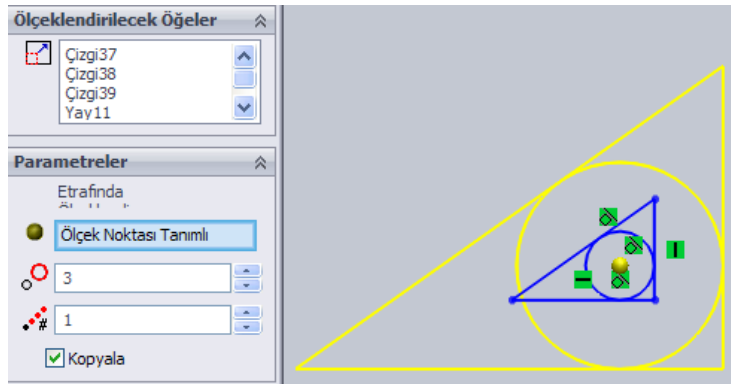 Ölçeklendirilecek Öğeler
Çizgi37
Çizgi38
Çizgi39
Yay11
Parametreler
Etrafında
Ölçek Noktası Tanımlı
3
# 1
Kopyala